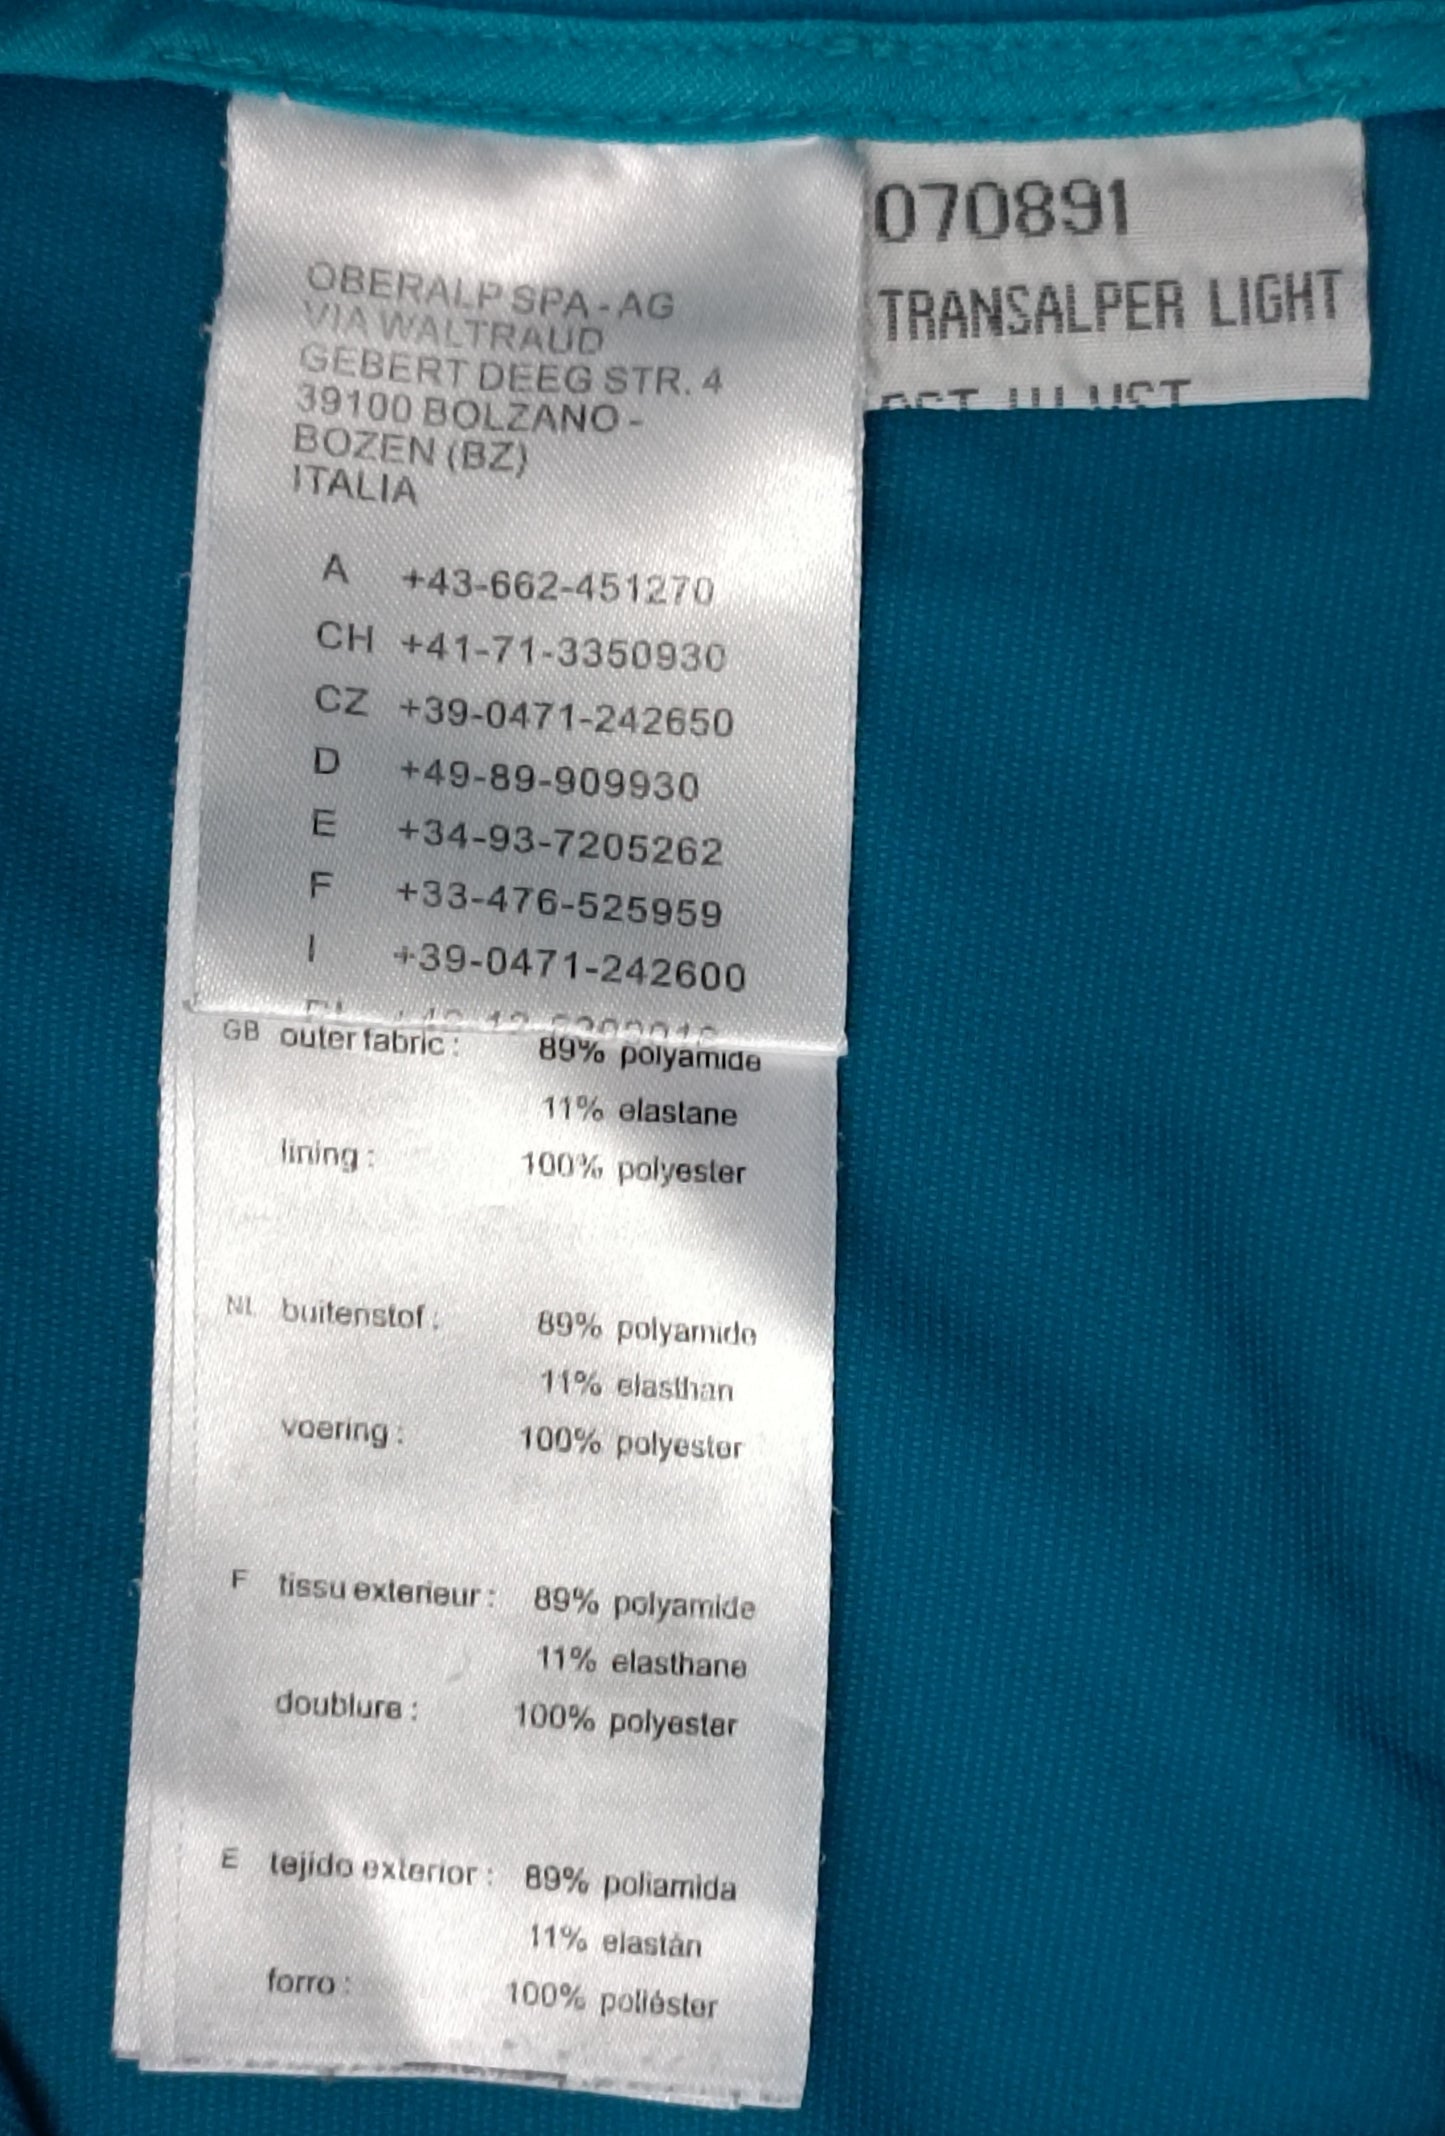 OBERALP SPA - AG
VIA WALTRAUD
GEBERT DEEG STR. 4
39100 BOLZANO -
BOZEN (BZ)
ITALIA
A +43-662-451270
CH +41-71-3350930
CZ +39-0471-242650
D +49-89-909930
E +34-93-7205262
F +33-476-525959
I +39-0471-242600
070891
TRANSALPER LIGHT
GB outer fabric : 89% polyamide
11% elastane
lining : 100% polyester
NL buitenstof : 89% polyamide
11% elasthan
voering : 100% polyester
F tissu exterieur : 89% polyamide
11% elasthane
doublure : 100% polyester
E tejido exterior : 89% poliamida
11% elastán
forro : 100% poliéster